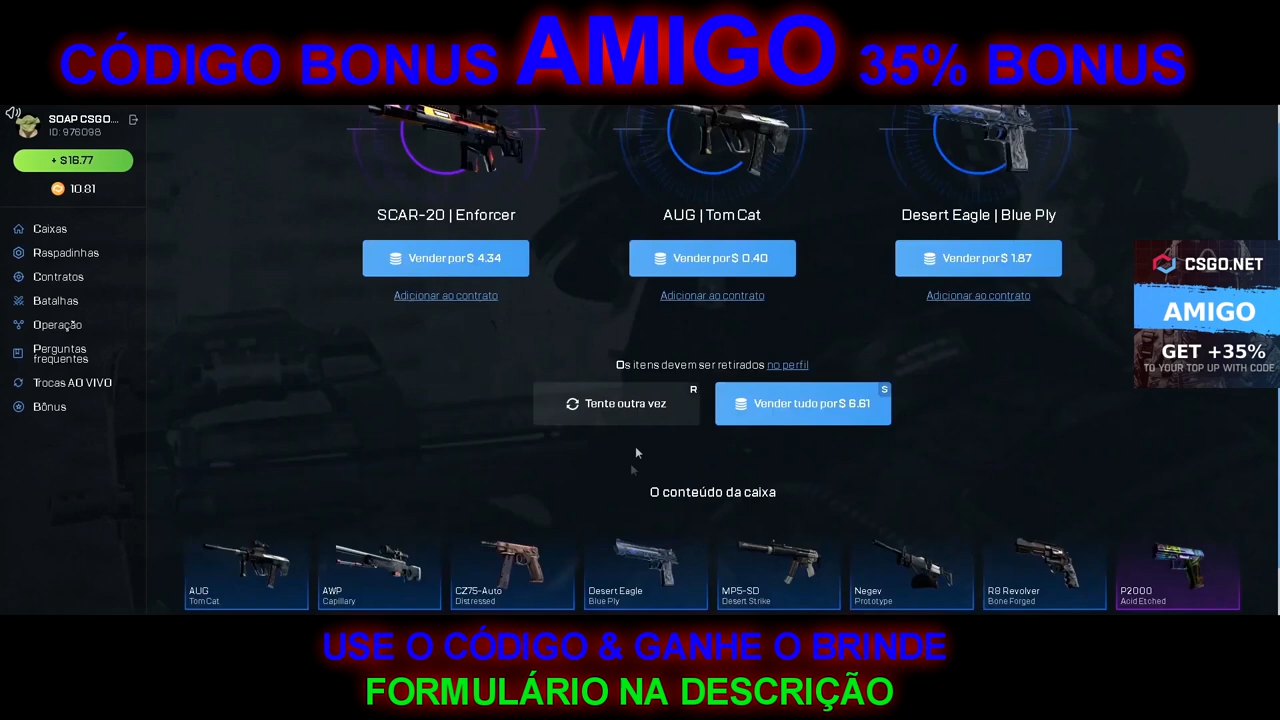 CÓDIGO BONUS AMIGO 35% BONUS
SOAP CSGO...
ID: 976098
+ $16.77
10.81
Caixas
Raspadinhas
Contratos
Batalhas
Operação
Perguntas
frequentes
Trocas AO VIVO
Bônus
SCAR-20 | Enforcer
AUG | Tom Cat
Desert Eagle | Blue Ply
Vender por $ 4.34
Vender por $ 0.40
Vender por $ 1.87
Adicionar ao contrato
Adicionar ao contrato
Adicionar ao contrato
CSGO.NET
AMIGO
GET +35%
TO YOUR TOP UP WITH CODE
Os itens devem ser retirados no perfil
Tente outra vez R
Vender tudo por $ 6.61 S
O conteúdo da caixa
AUG
Tom Cat
AWP
Capillary
CZ75-Auto
Distressed
Desert Eagle
Blue Ply
MP5-SD
Desert Strike
Negev
Prototype
R8 Revolver
Bone Forged
P2000
Acid Etched
USE O CÓDIGO & GANHE O BRINDE
FORMULÁRIO NA DESCRIÇÃO